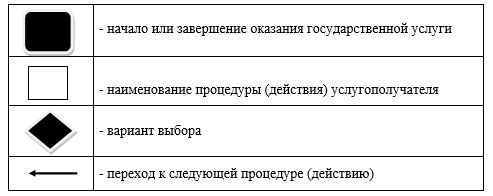 - начало или завершение оказания государственной услуги
- наименование процедуры (действия) услугополучателя
- вариант выбора
- переход к следующей процедуре (действию)